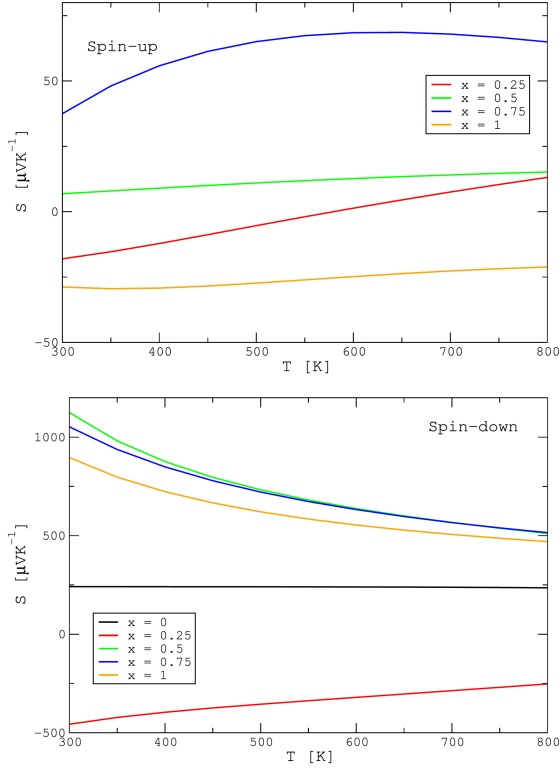 Spin-up
x = 0.25
x = 0.5
x = 0.75
x = 1
50
0
-50
S [µVK⁻¹]
300 400 500 600 700 800
T [K]
Spin-down
1000
500
0
-500
S [µVK⁻¹]
x = 0
x = 0.25
x = 0.5
x = 0.75
x = 1
300 400 500 600 700 800
T [K]